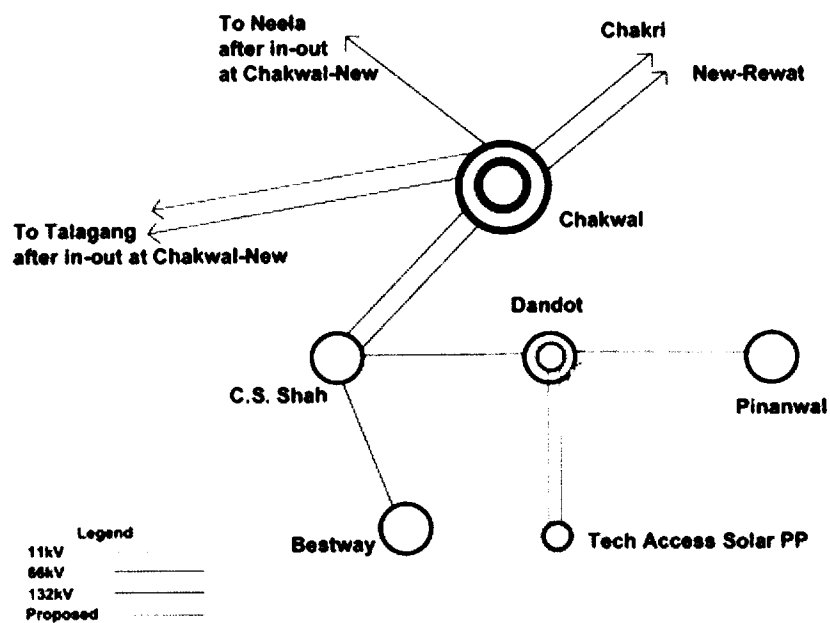 To Neela
after in-out
at Chakwal-New
Chakri
New-Rewat
Chakwal
To Talagang
after in-out at Chakwal-New
Dandot
C.S. Shah
Pinanwal
Bestway
Tech Access Solar PP
Legend
11kV
66kV
132kV
Proposed